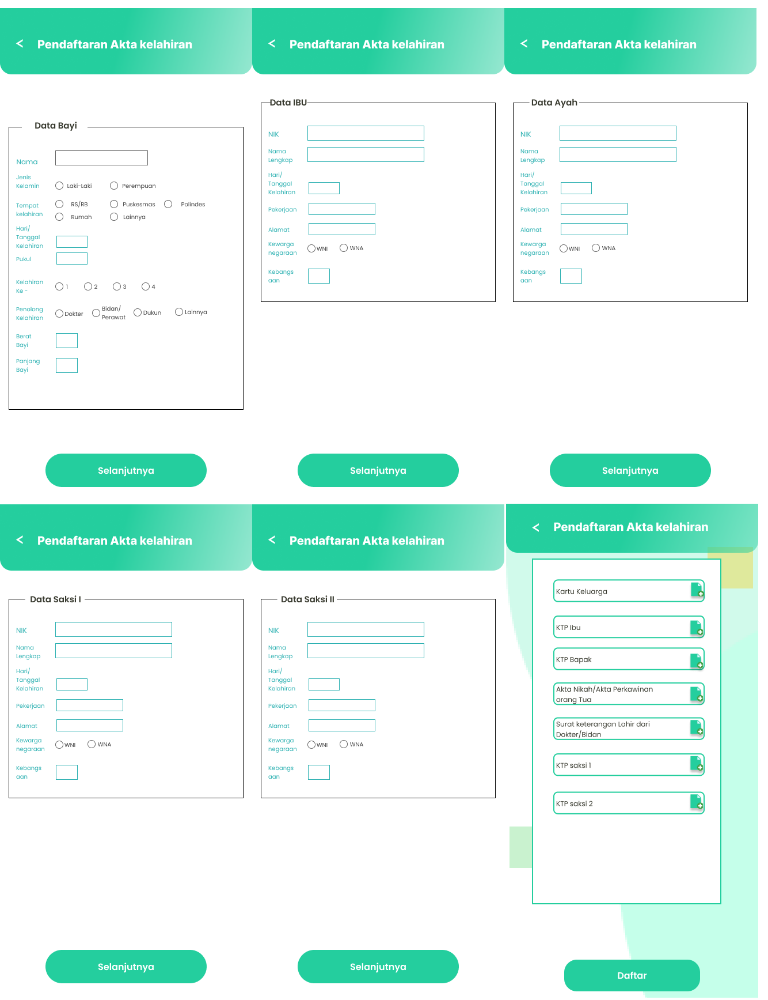 < Pendaftaran Akta kelahiran
Data Bayi
Nama
Jenis
Kelamin
Laki-Laki
Perempuan
Tempat
kelahiran
RS/RB
Puskesmas
Polindes
Rumah
Lainnya
Hari/
Tanggal
Kelahiran
Pukul
Kelahiran
Ke -
1
2
3
4
Penolong
Kelahiran
Dokter
Bidan/
Perawat
Dukun
Lainnya
Berat
Bayi
Panjang
Bayi
Selanjutnya
< Pendaftaran Akta kelahiran
Data IBU
NIK
Nama
Lengkap
Hari/
Tanggal
Kelahiran
Pekerjaan
Alamat
Kewarga
negaraan
WNI
WNA
Kebangs
aan
Selanjutnya
< Pendaftaran Akta kelahiran
Data Ayah
NIK
Nama
Lengkap
Hari/
Tanggal
Kelahiran
Pekerjaan
Alamat
Kewarga
negaraan
WNI
WNA
Kebangs
aan
Selanjutnya
< Pendaftaran Akta kelahiran
Data Saksi I
NIK
Nama
Lengkap
Hari/
Tanggal
Kelahiran
Pekerjaan
Alamat
Kewarga
negaraan
WNI
WNA
Kebangs
aan
Selanjutnya
< Pendaftaran Akta kelahiran
Data Saksi II
NIK
Nama
Lengkap
Hari/
Tanggal
Kelahiran
Pekerjaan
Alamat
Kewarga
negaraan
WNI
WNA
Kebangs
aan
Selanjutnya
< Pendaftaran Akta kelahiran
Kartu Keluarga
KTP Ibu
KTP Bapak
Akta Nikah/Akta Perkawinan
orang Tua
Surat keterangan Lahir dari
Dokter/Bidan
KTP saksi 1
KTP saksi 2
Daftar